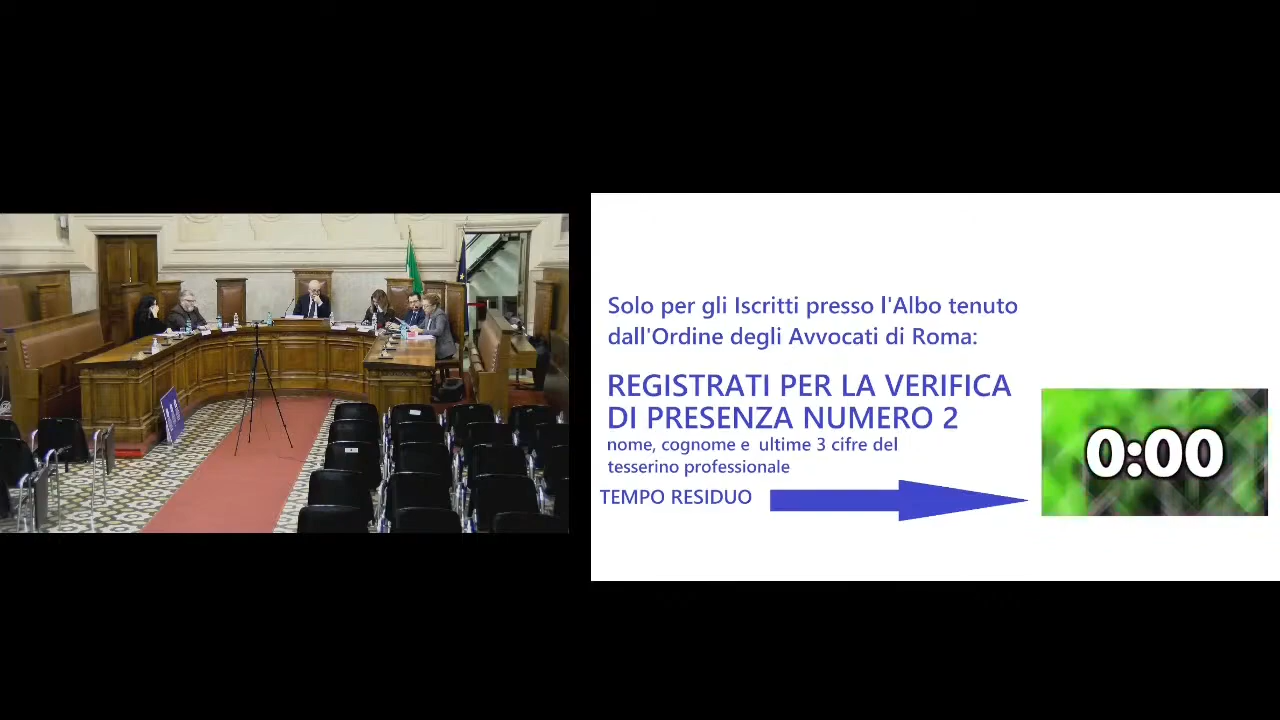 Solo per gli Iscritti presso l'Albo tenuto
dall'Ordine degli Avvocati di Roma:
REGISTRATI PER LA VERIFICA
DI PRESENZA NUMERO 2
nome, cognome e ultime 3 cifre del
tesserino professionale
TEMPO RESIDUO
0:00